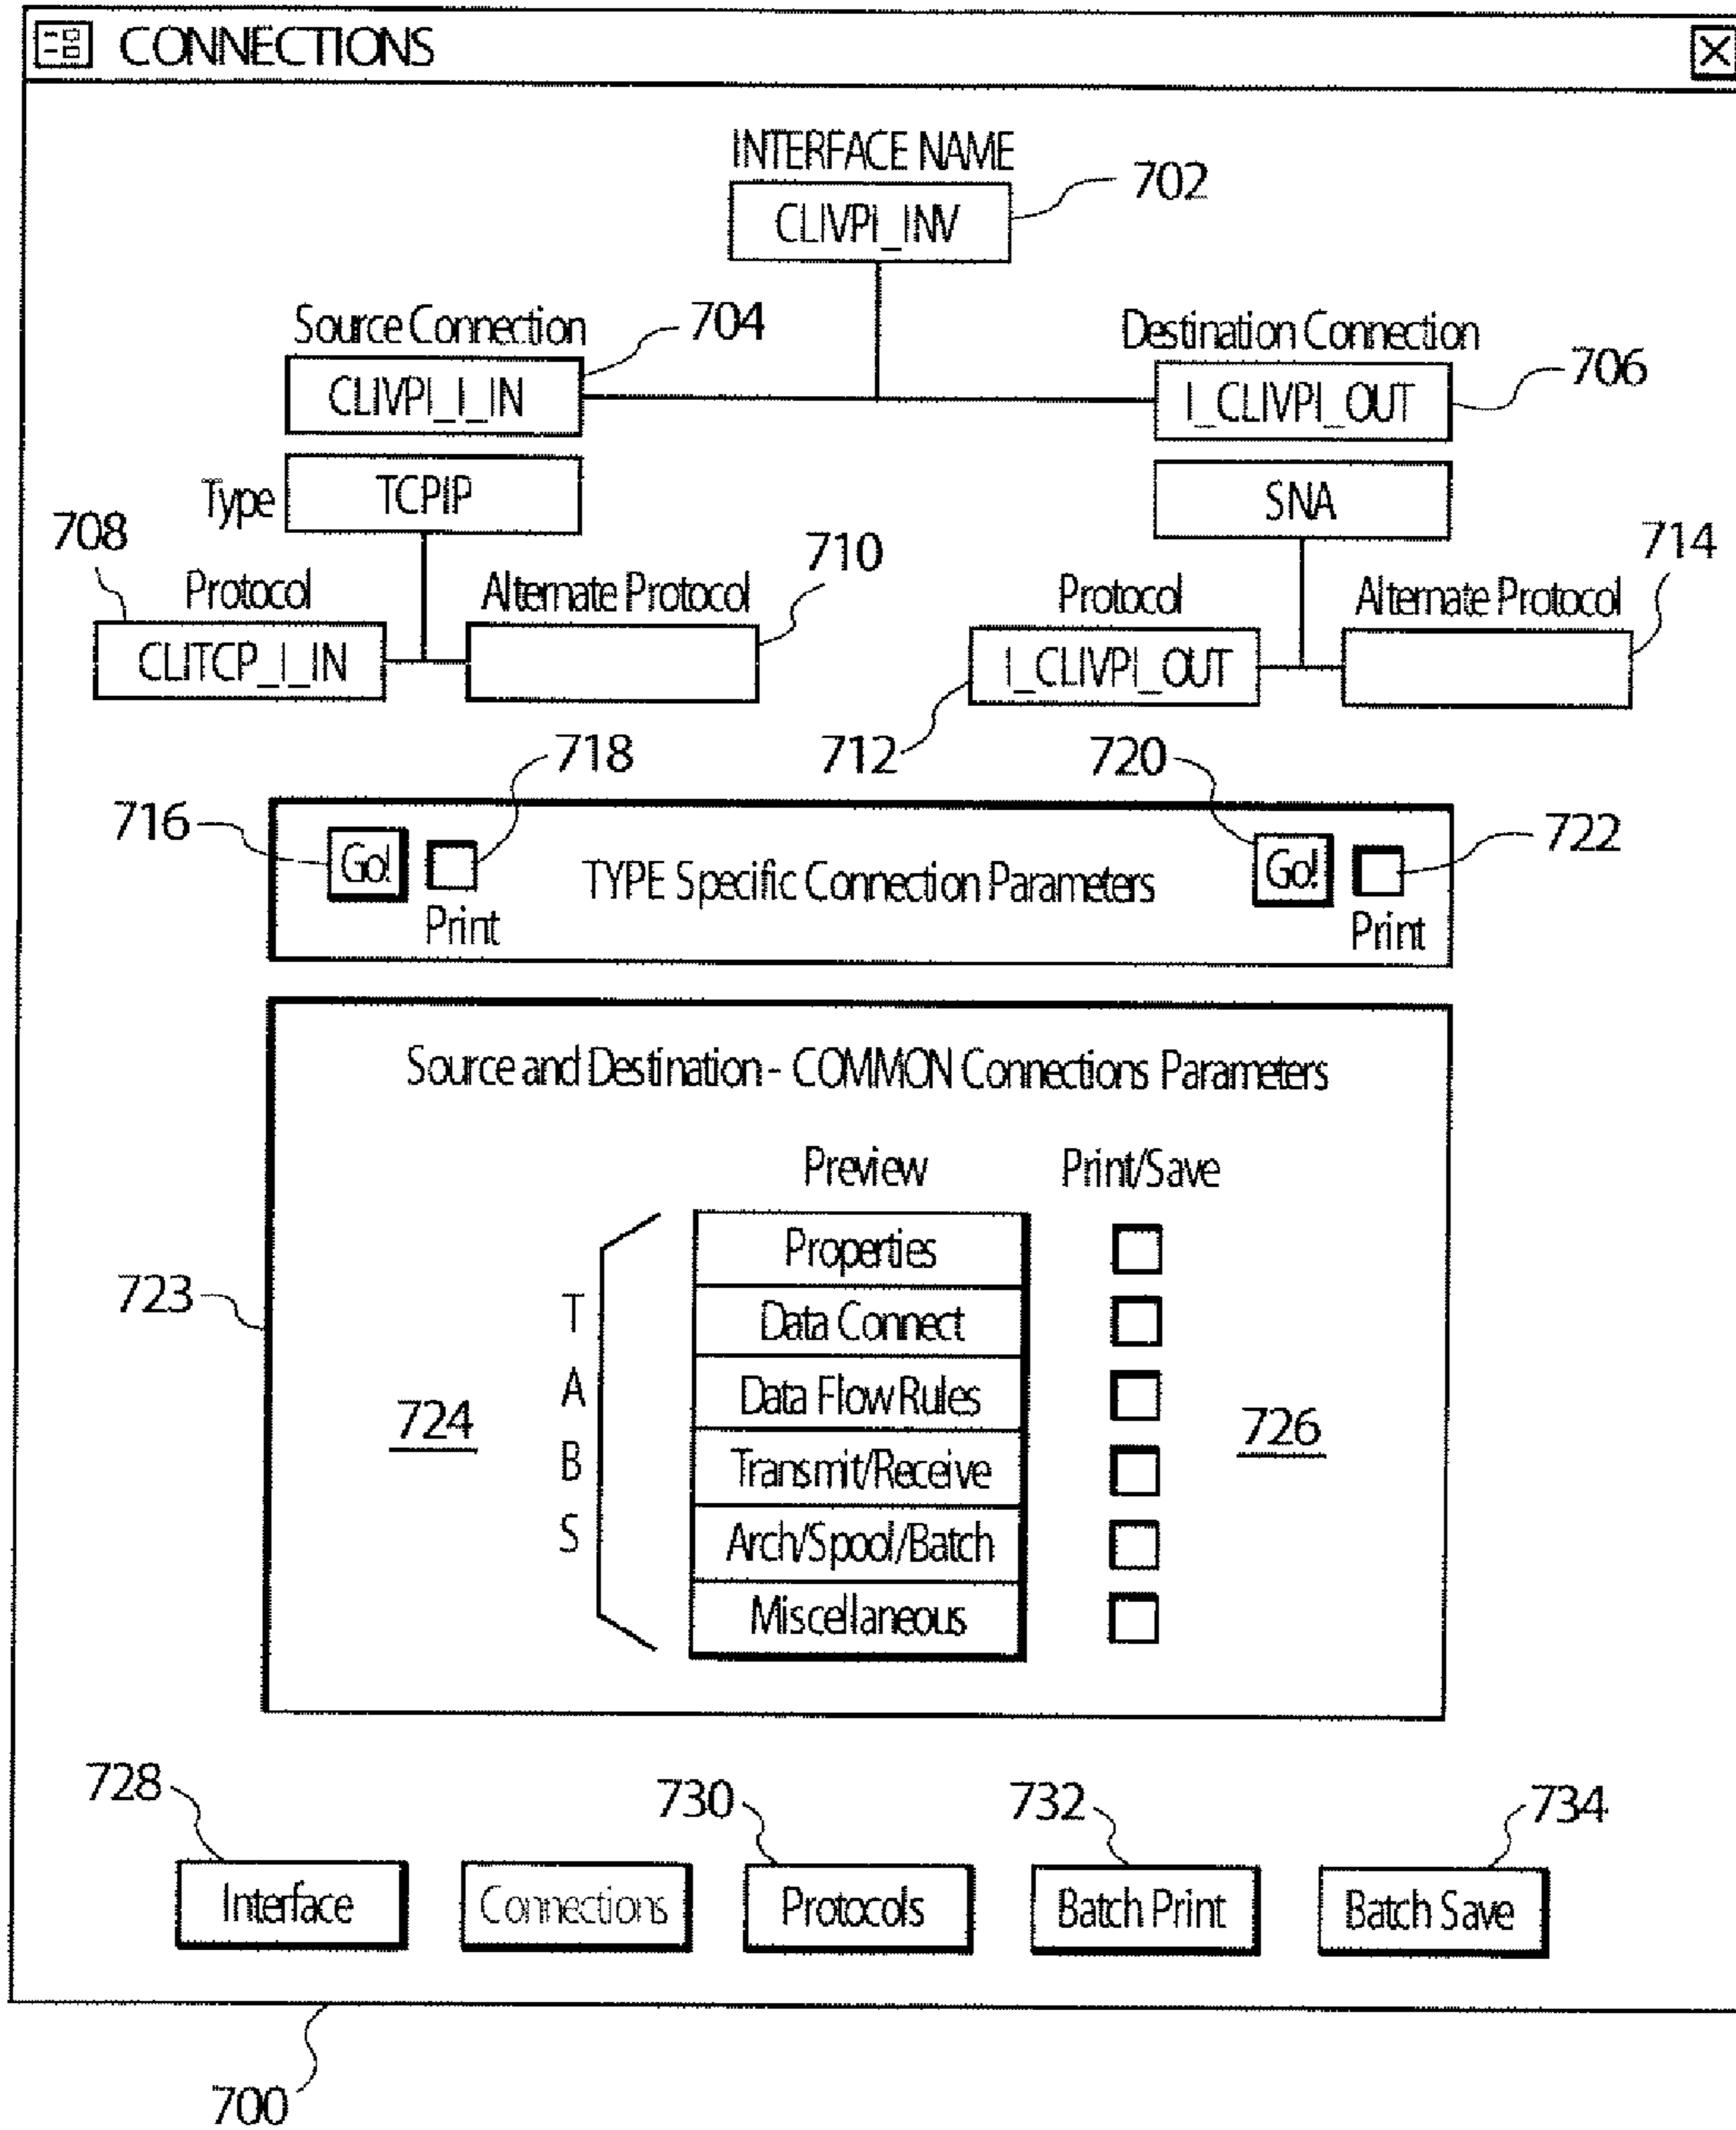 CONNECTIONS
INTERFACE NAME
702
CLIVPI_INV
Source Connection
704
Destination Connection
706
CLIVPI_I_IN
I_CLIVPI_OUT
Type
TCPIP
SNA
708
710
714
Protocol
Alternate Protocol
Protocol
Alternate Protocol
CLITCP_I_IN
I_CLIVPI_OUT
718
712
720
716
Go!
Print
TYPE Specific Connection Parameters
Go!
Print
722
Source and Destination - COMMON Connections Parameters
Preview
Print/Save
723
T
A
B
S
724
Properties
Data Connect
Data Flow Rules
Transmit/Receive
Arch/Spool/Batch
Miscellaneous
726
728
730
732
734
Interface
Connections
Protocols
Batch Print
Batch Save
700